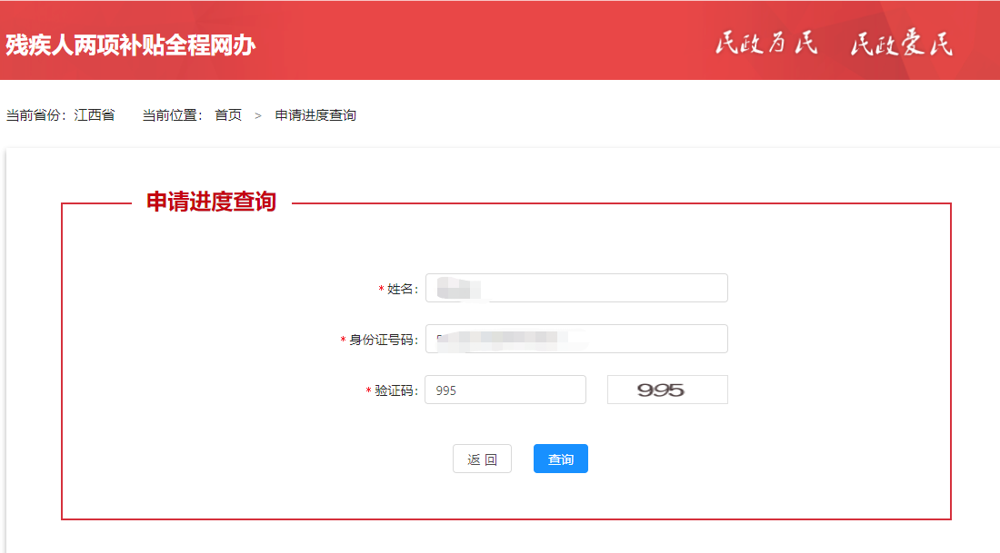 残疾人两项补贴全程网办
民政为民 民政爱民
当前省份：江西省 当前位置： 首页 > 申请进度查询
申请进度查询
* 姓名：
* 身份证号码：
* 验证码： 995 995
返 回 查询